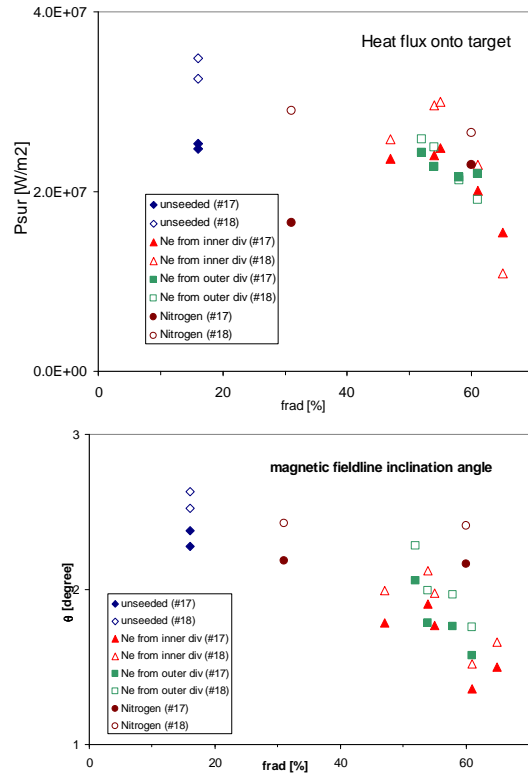 Heat flux onto target
Psur [W/m2]
4.0E+07
2.0E+07
0.0E+00
unseeded (#17)
unseeded (#18)
Ne from inner div (#17)
Ne from inner div (#18)
Ne from outer div (#17)
Ne from outer div (#18)
Nitrogen (#17)
Nitrogen (#18)
0 20 40 60
frad [%]
magnetic fieldline inclination angle
θ [degree]
3
2
1
unseeded (#17)
unseeded (#18)
Ne from inner div (#17)
Ne from inner div (#18)
Ne from outer div (#17)
Ne from outer div (#18)
Nitrogen (#17)
Nitrogen (#18)
0 20 40 60
frad [%]